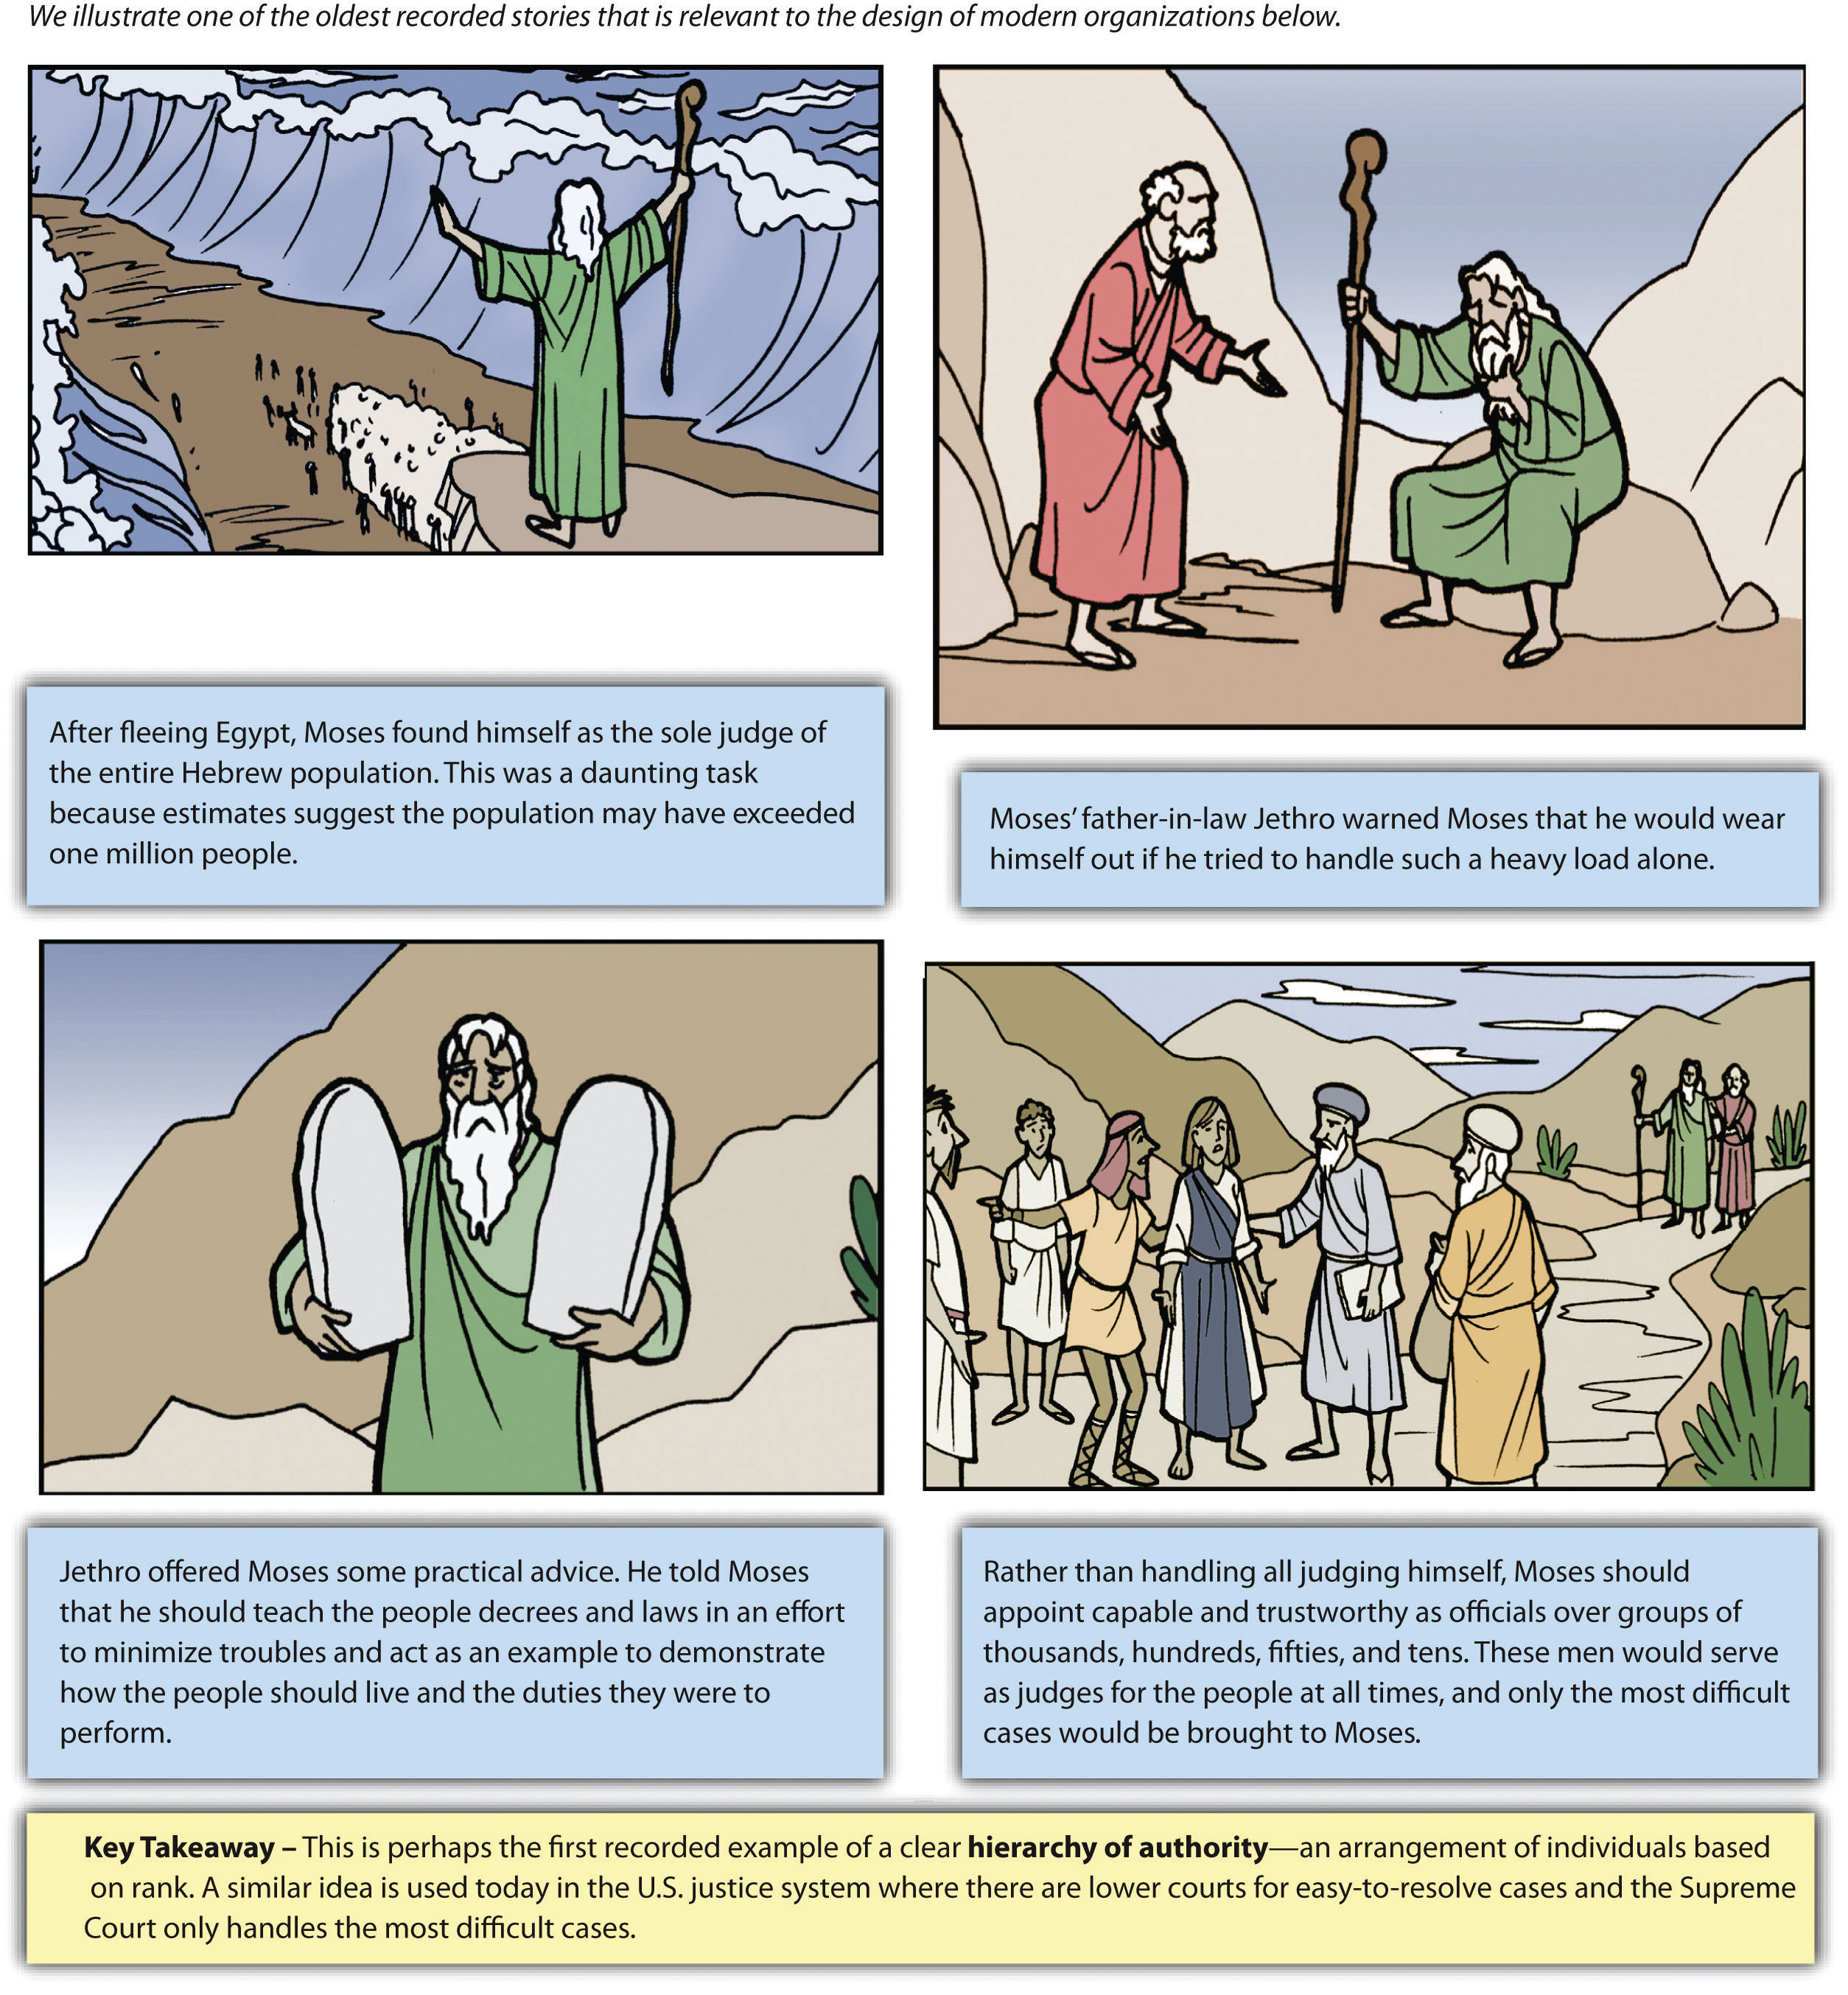 We illustrate one of the oldest recorded stories that is relevant to the design of modern organizations below.
After fleeing Egypt, Moses found himself as the sole judge of
the entire Hebrew population. This was a daunting task
because estimates suggest the population may have exceeded
one million people.
Moses’ father-in-law Jethro warned Moses that he would wear
himself out if he tried to handle such a heavy load alone.
Jethro offered Moses some practical advice. He told Moses
that he should teach the people decrees and laws in an effort
to minimize troubles and act as an example to demonstrate
how the people should live and the duties they were to
perform.
Rather than handling all judging himself, Moses should
appoint capable and trustworthy as officials over groups of
thousands, hundreds, fifties, and tens. These men would serve
as judges for the people at all times, and only the most difficult
cases would be brought to Moses.
Key Takeaway – This is perhaps the first recorded example of a clear hierarchy of authority—an arrangement of individuals based
on rank. A similar idea is used today in the U.S. justice system where there are lower courts for easy-to-resolve cases and the Supreme
Court only handles the most difficult cases.